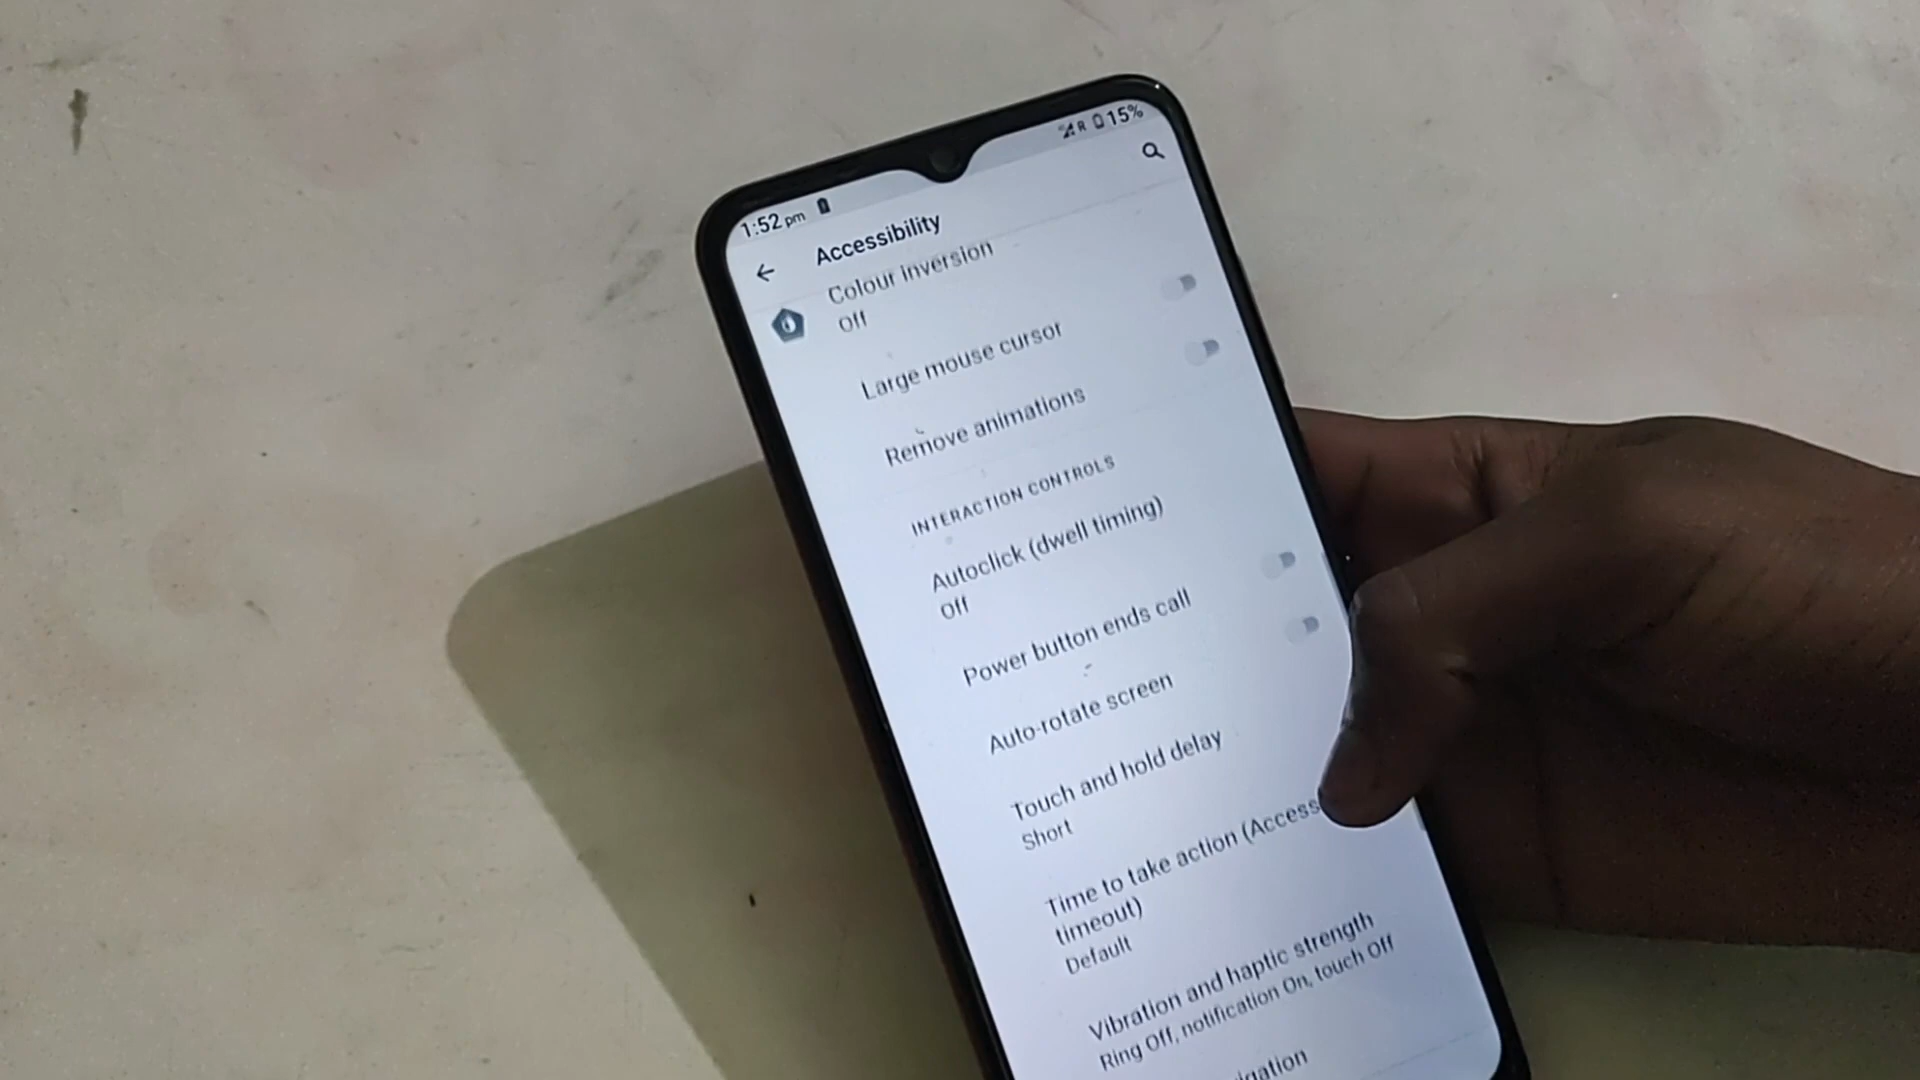 1:52 pm
R 15%
Accessibility
Colour inversion
Off
Large mouse cursor
Remove animations
INTERACTION CONTROLS
Autoclick (dwell timing)
Off
Power button ends call
Auto-rotate screen
Touch and hold delay
Short
Time to take action (Access
timeout)
Default
Vibration and haptic strength
Ring Off, notification On, touch Off